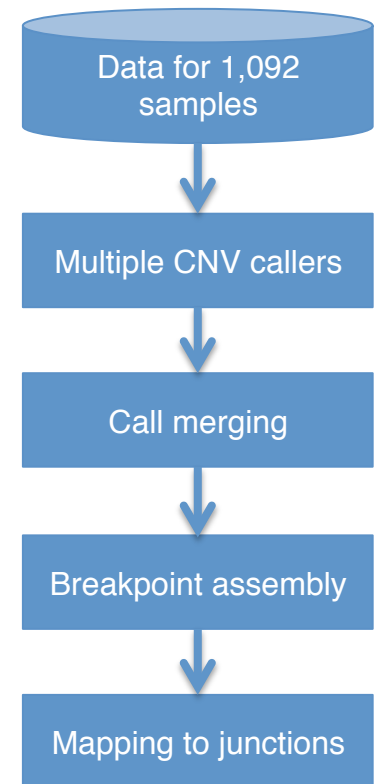 Data for 1,092
samples
Multiple CNV callers
Call merging
Breakpoint assembly
Mapping to junctions